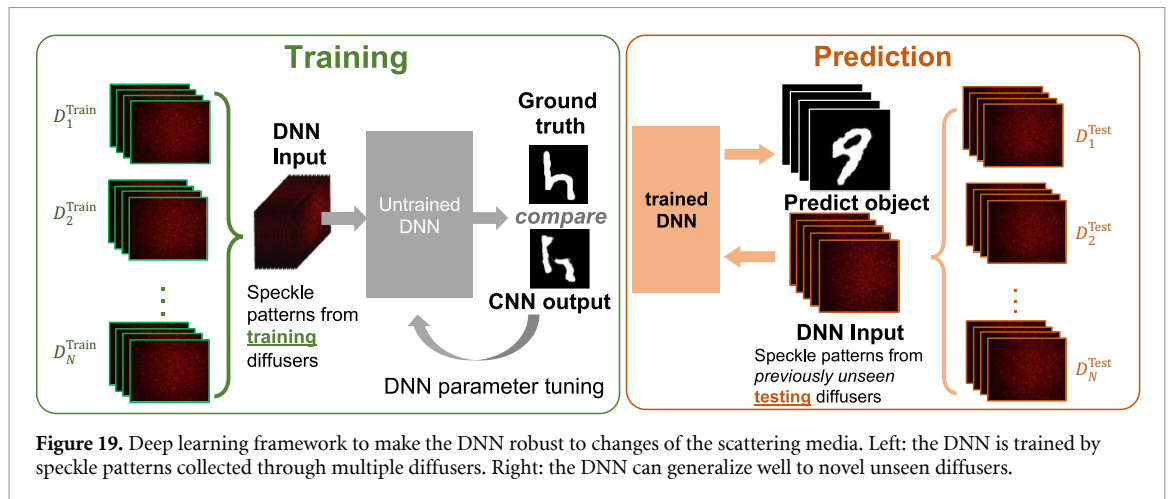 Training
D_1^Train
D_2^Train
⋮
D_N^Train
DNN
Input
Speckle
patterns from
training
diffusers
Untrained
DNN
Ground
truth
h
compare
h
CNN output
DNN parameter tuning
Prediction
trained
DNN
9
Predict object
DNN Input
Speckle patterns from
previously unseen
testing diffusers
D_1^Test
D_2^Test
⋮
D_N^Test
Figure 19. Deep learning framework to make the DNN robust to changes of the scattering media. Left: the DNN is trained by
speckle patterns collected through multiple diffusers. Right: the DNN can generalize well to novel unseen diffusers.